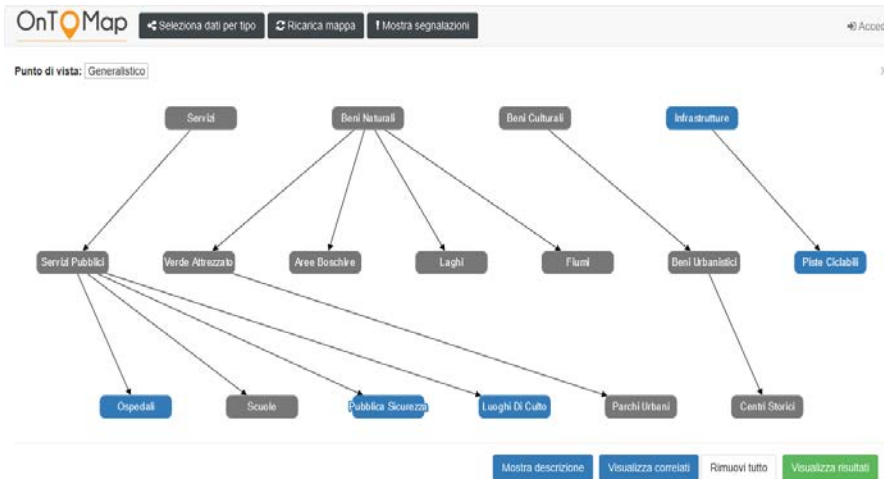 OnTOMap Seleziona dati per tipo Ricarica mappa Mostra segnalazioni Acced
Punto di vista: Generalistico
Servizi Beni Naturali Beni Culturali Infrastrutture
Servizi Pubblici Verde Attrezzato Aree Boschive Laghi Fiumi Beni Urbanistici Piste Ciclabili
Ospedali Scuole Pubblica Sicurezza Luoghi Di Culto Parchi Urbani Centri Storici
Mostra descrizione Visualizza correlati Rimuovi tutto Visualizza risultati